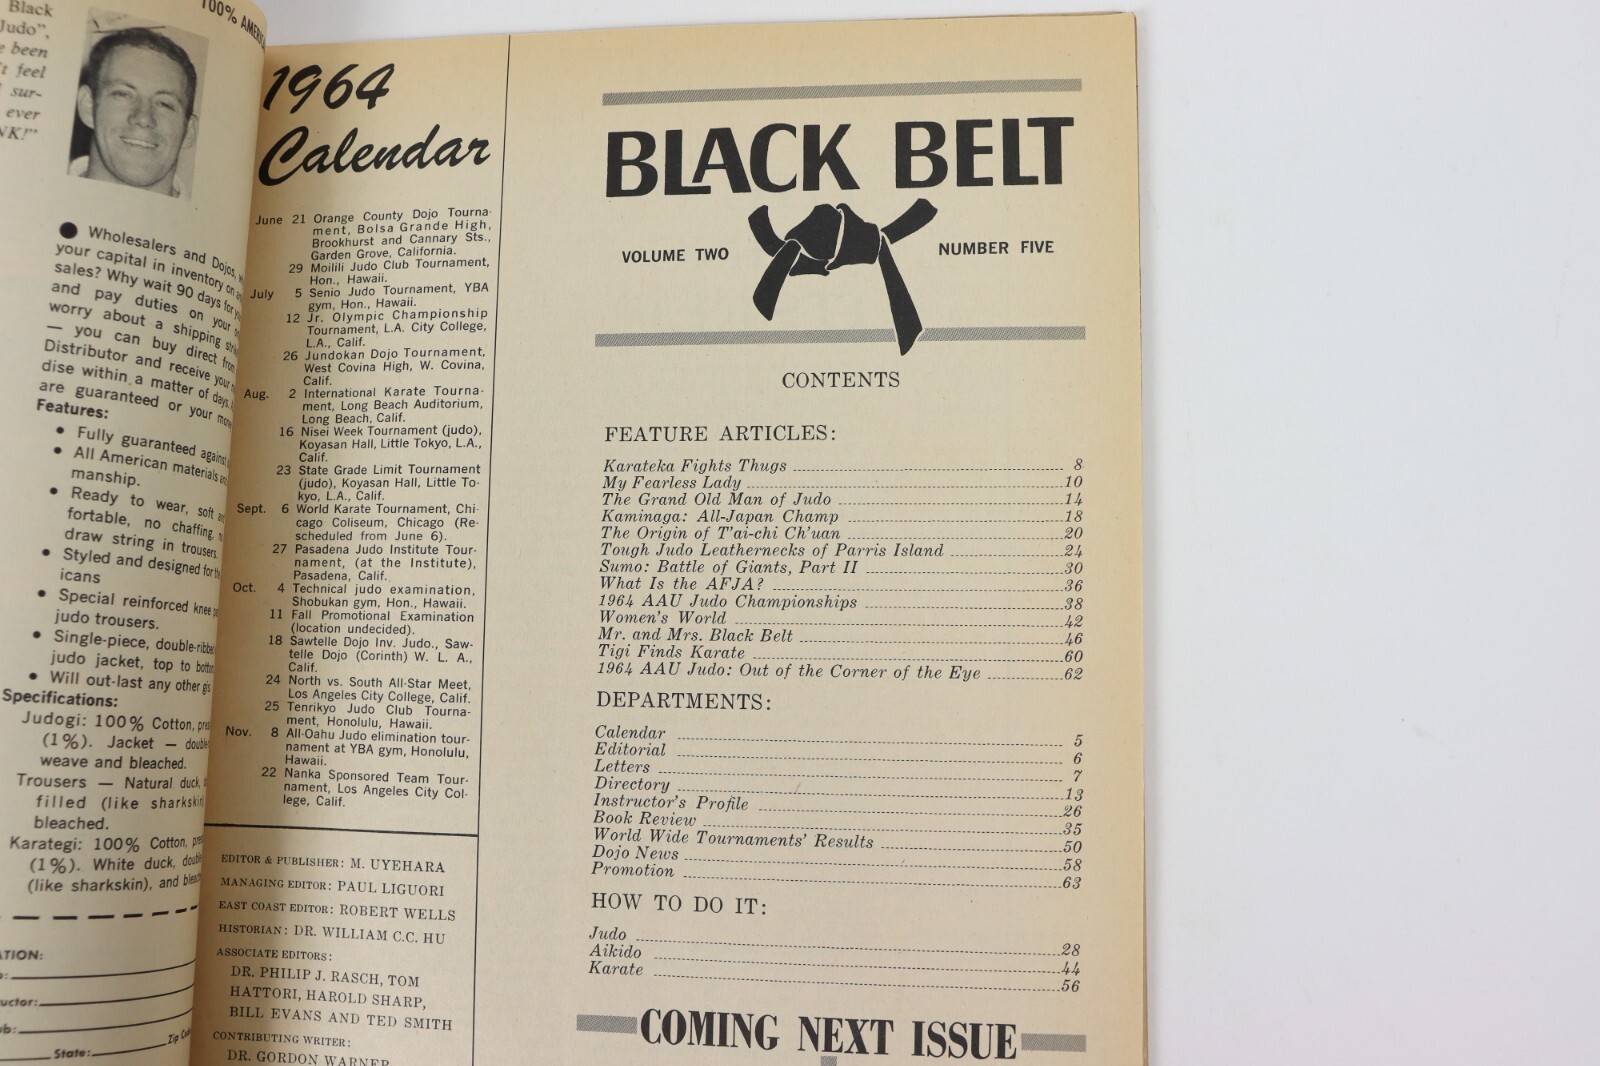 Black
Judo",
been
't feel
sur-
ever
NK!"
100% AMERICA
● Wholesalers and Dojos,
your capital in inventory on
sales? Why wait 90 days for
and pay duties on your
worry about a shipping
— you can buy direct from
Distributor and receive your
dise within a matter of days.
are guaranteed or your
Features:
• Fully guaranteed against
• All American materials
manship.
• Ready to wear, soft
fortable, no chaffing,
draw string in trousers.
• Styled and designed for
icans
• Special reinforced knee
judo trousers.
• Single-piece, double-ribbed
judo jacket, top to bottom
• Will out-last any other
Specifications:
Judogi: 100% Cotton,
(1%). Jacket —
weave and bleached.
Trousers — Natural duck,
filled (like sharkskin)
bleached.
Karategi: 100% Cotton,
(1%). White duck,
(like sharkskin), and
ATION:
uctor:
State: Zip
1964
Calendar
June 21 Orange County Dojo Tourna-
ment, Bolsa Grande High,
Brookhurst and Cannary Sts.,
Garden Grove, California.
29 Moilili Judo Club Tournament,
Hon., Hawaii.
July 5 Senio Judo Tournament, YBA
gym, Hon., Hawaii.
12 Jr. Olympic Championship
Tournament, L.A. City College,
L.A., Calif.
26 Jundokan Dojo Tournament,
West Covina High, W. Covina,
Calif.
Aug. 2 International Karate Tourna-
ment, Long Beach Auditorium,
Long Beach, Calif.
16 Nisei Week Tournament (judo),
Koyasan Hall, Little Tokyo, L.A.,
Calif.
23 State Grade Limit Tournament
(judo), Koyasan Hall, Little To-
kyo, L.A., Calif.
Sept. 6 World Karate Tournament, Chi-
cago Coliseum, Chicago (Re-
scheduled from June 6).
27 Pasadena Judo Institute Tour-
nament, (at the Institute),
Pasadena, Calif.
Oct. 4 Technical judo examination,
Shobukan gym, Hon., Hawaii.
11 Fall Promotional Examination
(location undecided).
18 Sawtelle Dojo Inv. Judo., Saw-
telle Dojo (Corinth) W. L. A.,
Calif.
24 North vs. South All-Star Meet,
Los Angeles City College, Calif.
25 Tenrikyo Judo Club Tourna-
ment, Honolulu, Hawaii.
Nov. 8 All-Oahu Judo elimination tour-
nament at YBA gym, Honolulu,
Hawaii.
22 Nanka Sponsored Team Tour-
nament, Los Angeles City Col-
lege, Calif.
EDITOR & PUBLISHER: M. UYEHARA
MANAGING EDITOR: PAUL LIGUORI
EAST COAST EDITOR: ROBERT WELLS
HISTORIAN: DR. WILLIAM C.C. HU
ASSOCIATE EDITORS:
DR. PHILIP J. RASCH, TOM
HATTORI, HAROLD SHARP,
BILL EVANS AND TED SMITH
CONTRIBUTING WRITER:
DR. GORDON WARNER
BLACK BELT
VOLUME TWO NUMBER FIVE
CONTENTS
FEATURE ARTICLES:
Karateka Fights Thugs 8
My Fearless Lady 10
The Grand Old Man of Judo 14
Kaminaga: All-Japan Champ 18
The Origin of T'ai-chi Ch'uan 20
Tough Judo Leathernecks of Parris Island 24
Sumo: Battle of Giants, Part II 30
What Is the AFJA? 36
1964 AAU Judo Championships 38
Women's World 42
Mr. and Mrs. Black Belt 46
Tigi Finds Karate 60
1964 AAU Judo: Out of the Corner of the Eye 62
DEPARTMENTS:
Calendar 5
Editorial 6
Letters 7
Directory 13
Instructor's Profile 26
Book Review 35
World Wide Tournaments' Results 50
Dojo News 58
Promotion 63
HOW TO DO IT:
Judo 28
Aikido 44
Karate 56
COMING NEXT ISSUE